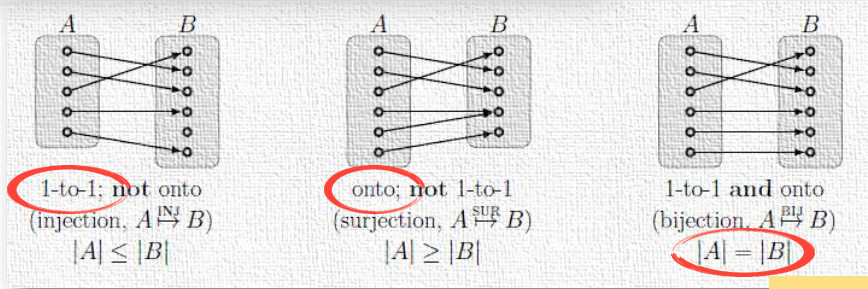 A B
A B
A B
1-to-1; not onto
(injection, A ↦ᴵᴺᴶ B)
|A| ≤ |B|
onto; not 1-to-1
(surjection, A ↦ˢᵁᴿ B)
|A| ≥ |B|
1-to-1 and onto
(bijection, A ↦ᴮᴵᴶ B)
|A| = |B|